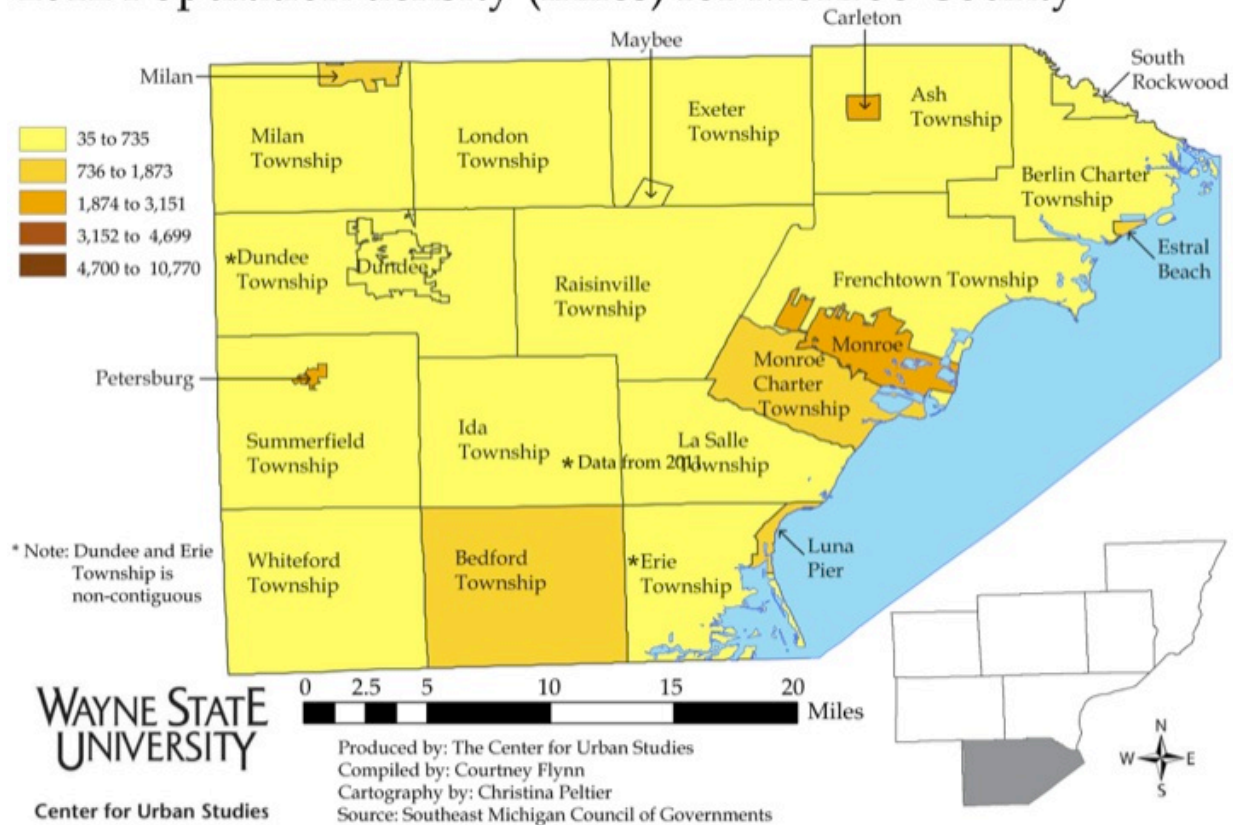 Population density (miles) for Monroe County
Carleton
Maybee
South
Rockwood
Milan
Ash
Township
Exeter
Township
35 to 735
736 to 1,873
1,874 to 3,151
3,152 to 4,699
4,700 to 10,770
Milan
Township
London
Township
Berlin Charter
Township
*Dundee
Township
Dundee
Estral
Beach
Raisinville
Township
Frenchtown Township
Monroe
Monroe
Charter
Township
Petersburg
Summerfield
Township
Ida
Township
La Salle
Township
* Data from 2011
* Note: Dundee and Erie
Township is
non-contiguous
Whiteford
Township
Bedford
Township
*Erie
Township
Luna
Pier
0 2.5 5 10 15 20
Miles
WAYNE STATE
UNIVERSITY
Center for Urban Studies
Produced by: The Center for Urban Studies
Compiled by: Courtney Flynn
Cartography by: Christina Peltier
Source: Southeast Michigan Council of Governments
N
W E
S